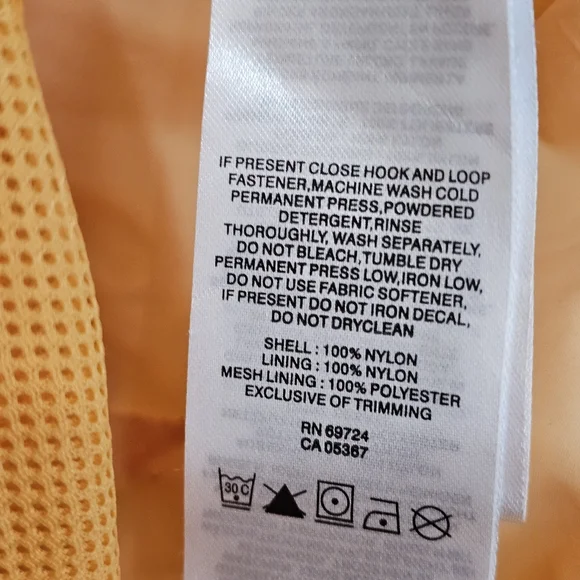 IF PRESENT CLOSE HOOK AND LOOP
FASTENER,MACHINE WASH COLD
PERMANENT PRESS,POWDERED
DETERGENT,RINSE
THOROUGHLY, WASH SEPARATELY,
DO NOT BLEACH,TUMBLE DRY
PERMANENT PRESS LOW,IRON LOW,
DO NOT USE FABRIC SOFTENER,
IF PRESENT DO NOT IRON DECAL,
DO NOT DRYCLEAN
SHELL : 100% NYLON
LINING : 100% NYLON
MESH LINING : 100% POLYESTER
EXCLUSIVE OF TRIMMING
RN 69724
CA 05367
30C